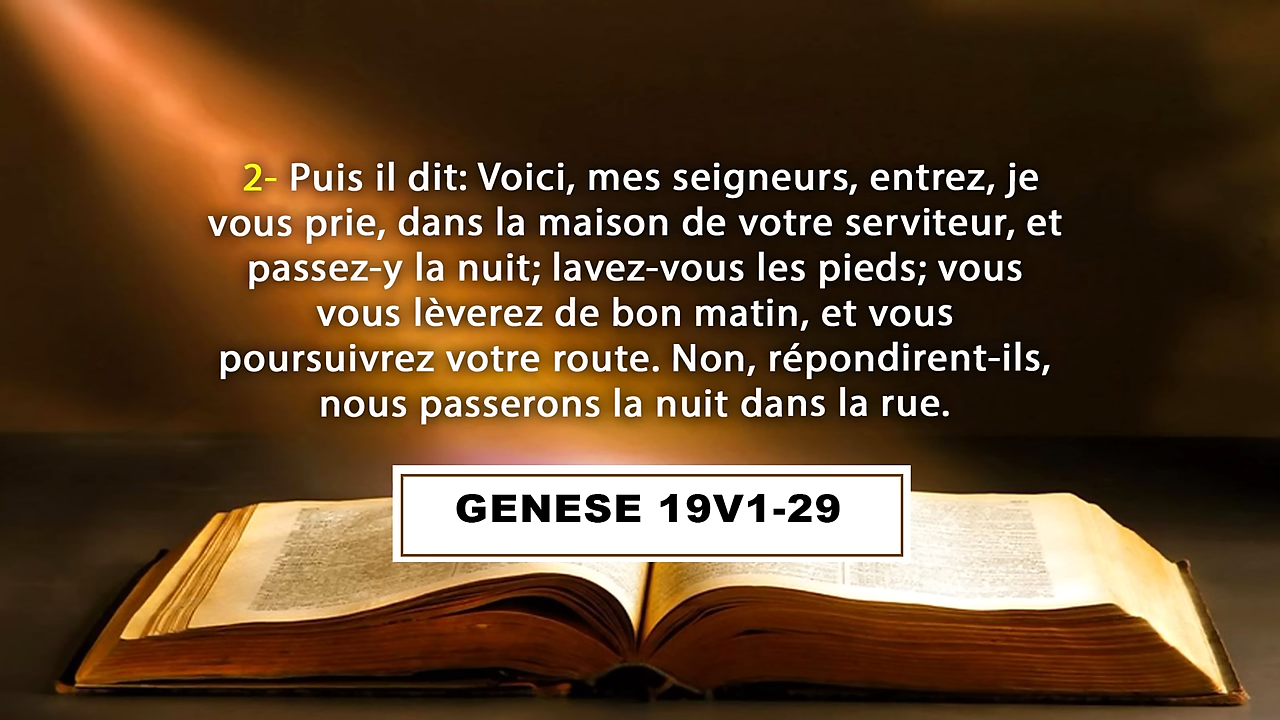 2- Puis il dit: Voici, mes seigneurs, entrez, je
vous prie, dans la maison de votre serviteur, et
passez-y la nuit; lavez-vous les pieds; vous
vous lèverez de bon matin, et vous
poursuivrez votre route. Non, répondirent-ils,
nous passerons la nuit dans la rue.
GENESE 19V1-29